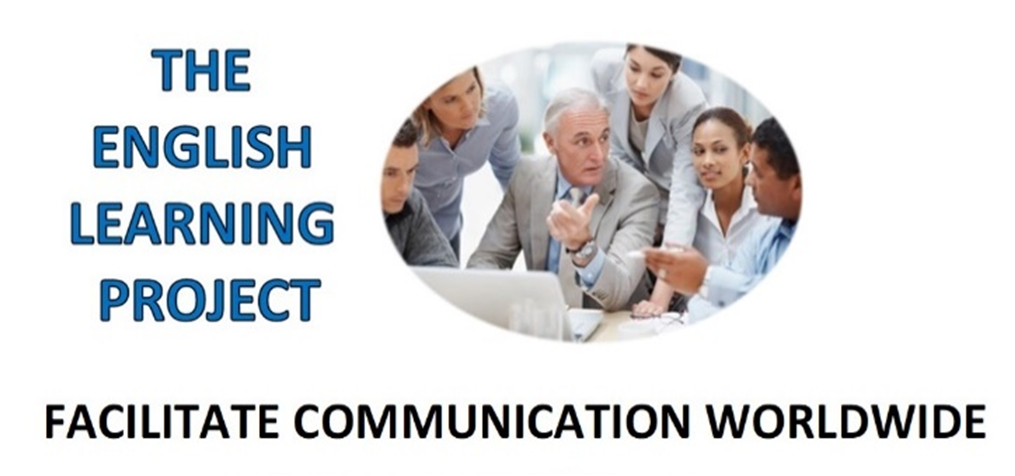 THE
ENGLISH
LEARNING
PROJECT
FACILITATE COMMUNICATION WORLDWIDE